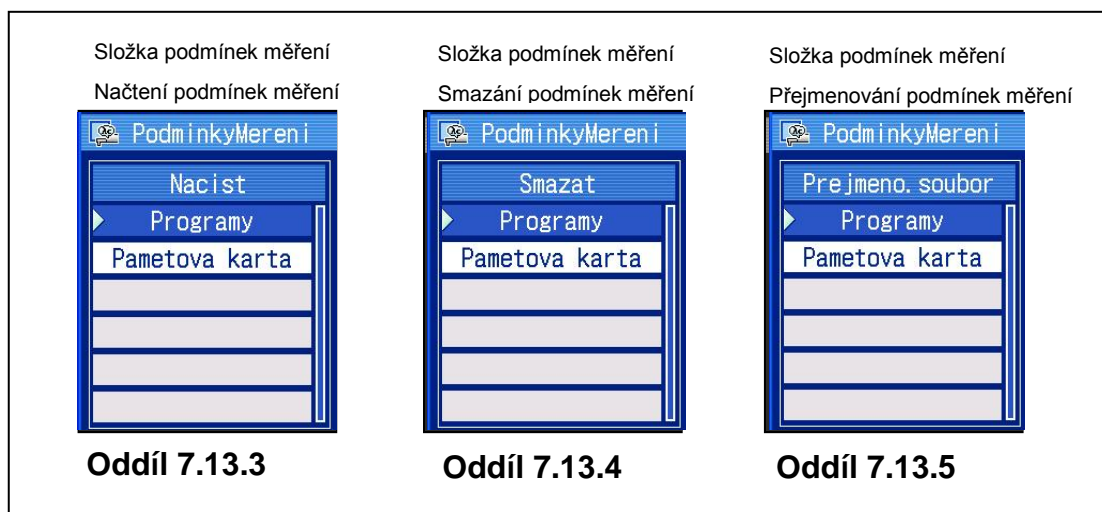 Složka podmínek měření
Načtení podmínek měření
PodminkyMereni
Nacist
Programy
Pametova karta
Oddíl 7.13.3
Složka podmínek měření
Smazání podmínek měření
PodminkyMereni
Smazat
Programy
Pametova karta
Oddíl 7.13.4
Složka podmínek měření
Přejmenování podmínek měření
PodminkyMereni
Prejmeno. soubor
Programy
Pametova karta
Oddíl 7.13.5